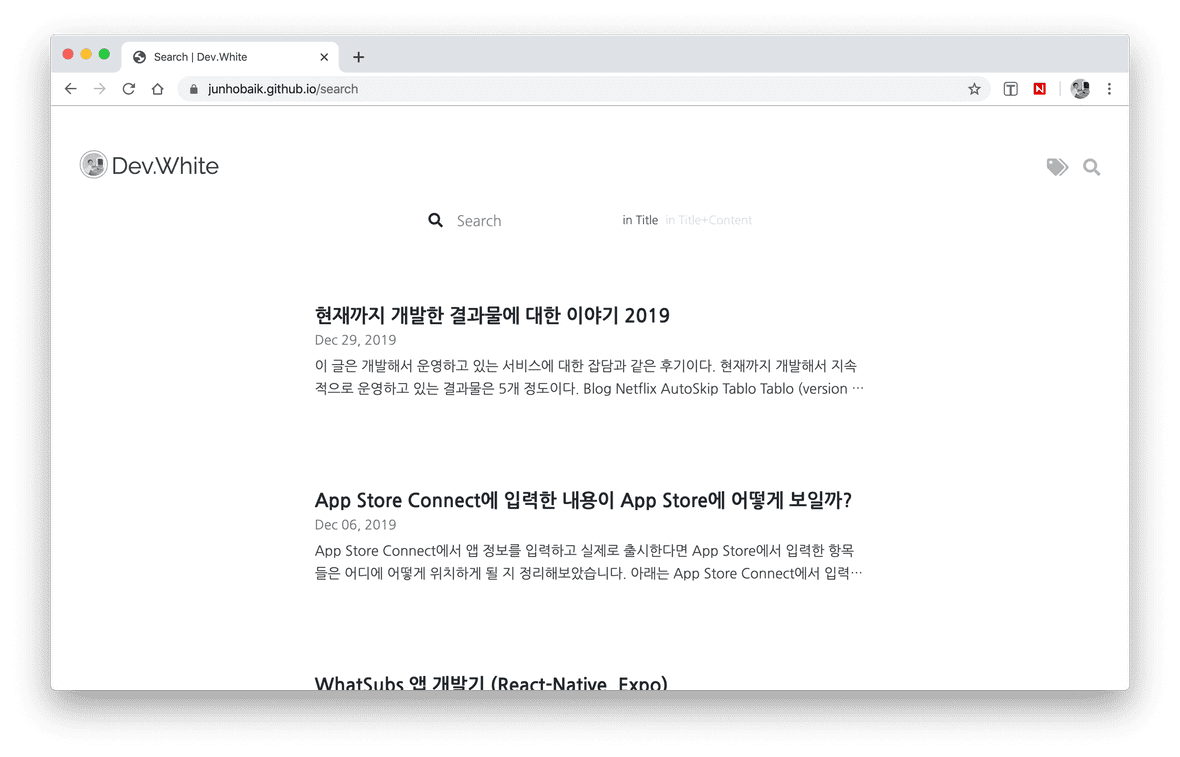 Search | Dev.White
junhobaik.github.io/search
Dev.White
Search in Title in Title+Content
현재까지 개발한 결과물에 대한 이야기 2019
Dec 29, 2019
이 글은 개발해서 운영하고 있는 서비스에 대한 잡담과 같은 후기이다. 현재까지 개발해서 지속
적으로 운영하고 있는 결과물은 5개 정도이다. Blog Netflix AutoSkip Tablo Tablo (version …
App Store Connect에 입력한 내용이 App Store에 어떻게 보일까?
Dec 06, 2019
App Store Connect에서 앱 정보를 입력하고 실제로 출시한다면 App Store에서 입력한 항목
들은 어디에 어떻게 위치하게 될 지 정리해보았습니다. 아래는 App Store Connect에서 입력…
WhatSubs 앱 개발기 (React-Native, Expo)